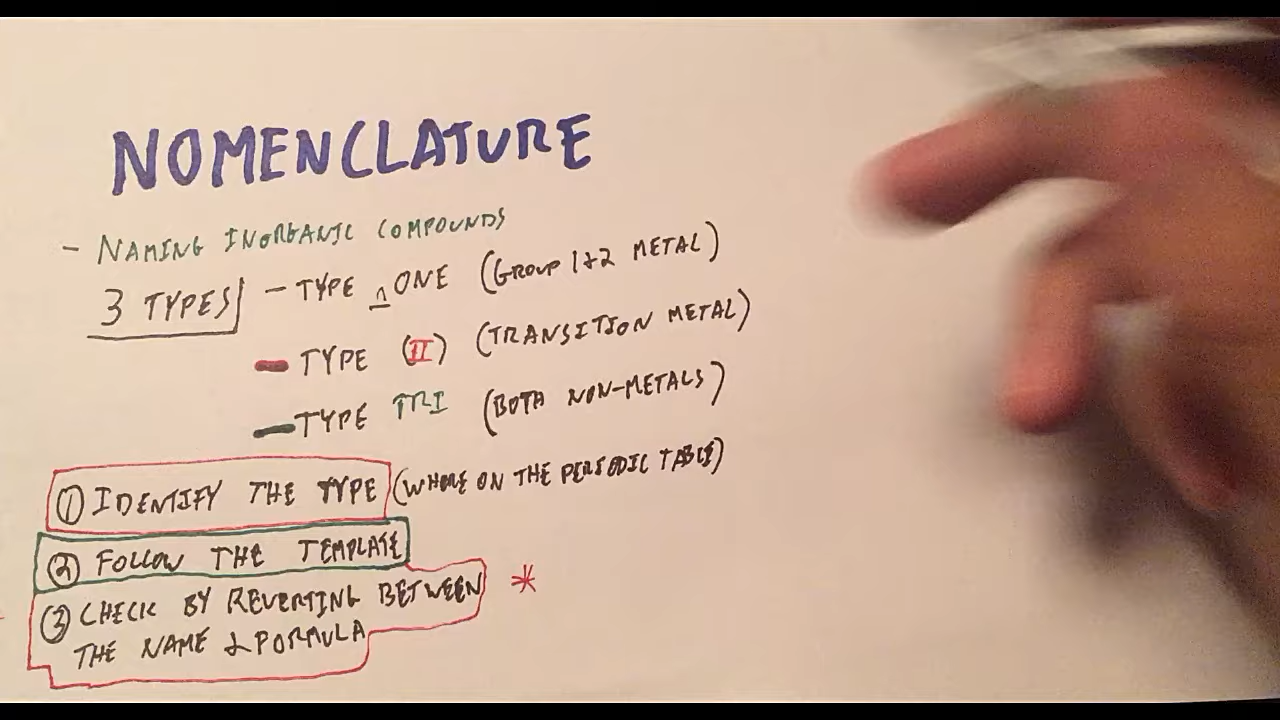 NOMENCLATURE
- NAMING INORGANIC COMPOUNDS
3 TYPES - TYPE ONE (GROUP 1&2 METAL)
- TYPE (II) (TRANSITION METAL)
- TYPE TRI (BOTH NON-METALS)
① IDENTIFY THE TYPE (WHERE ON THE PERIODIC TABLE)
② FOLLOW THE TEMPLATE
③ CHECK BY REVERTING BETWEEN *
THE NAME & FORMULA